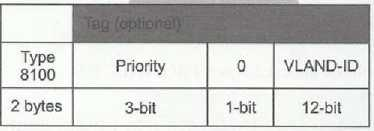 Tag (optional)
Type 8100
Priority
0
VLAND-ID
2 bytes
3-bit
1-bit
12-bit